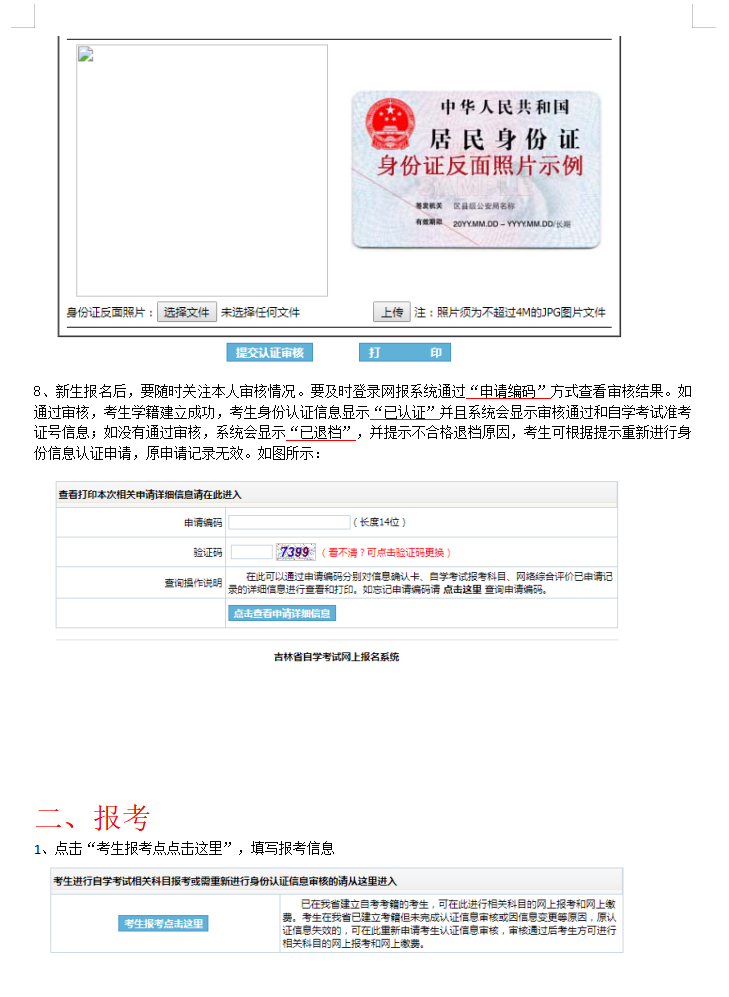 中华人民共和国
居民身份证
身份证反面照片示例
签发机关 区县级公安局名称
有效期限 20YY.MM.DD – YYYY.MM.DD/长期
身份证反面照片： 选择文件 未选择任何文件 上传 注：照片须为不超过4M的JPG图片文件
提交认证审核 打 印
8、新生报名后，要随时关注本人审核情况。要及时登录网报系统通过“申请编码”方式查看审核结果。如
通过审核，考生学籍建立成功，考生身份认证信息显示“已认证”并且系统会显示审核通过和自学考试准考
证号信息；如没有通过审核，系统会显示“已退档”，并提示不合格退档原因，考生可根据提示重新进行身
份信息认证申请，原申请记录无效。如图所示：
查看打印本次相关申请详细信息请在此进入
申请编码 （长度14位）
验证码 7399 （看不清？可点击验证码更换）
查询操作说明 在此可以通过申请编码分别对信息确认卡、自学考试报考科目、网络综合评价已申请记
录的详细信息进行查看和打印。如忘记申请编码请 点击这里 查询申请编码。
点击查看申请详细信息
吉林省自学考试网上报名系统
二、报考
1、点击“考生报考点点击这里”，填写报考信息
考生进行自学考试相关科目报考或需重新进行身份认证信息审核的请从这里进入
考生报考点击这里
已在我省建立自考考籍的考生，可在此进行相关科目的网上报考和网上缴
费。考生在我省已建立考籍但未完成认证信息审核或因信息变更等原因，原认
证信息失效的，可在此重新申请考生认证信息审核，审核通过后考生方可进行
相关科目的网上报考和网上缴费。